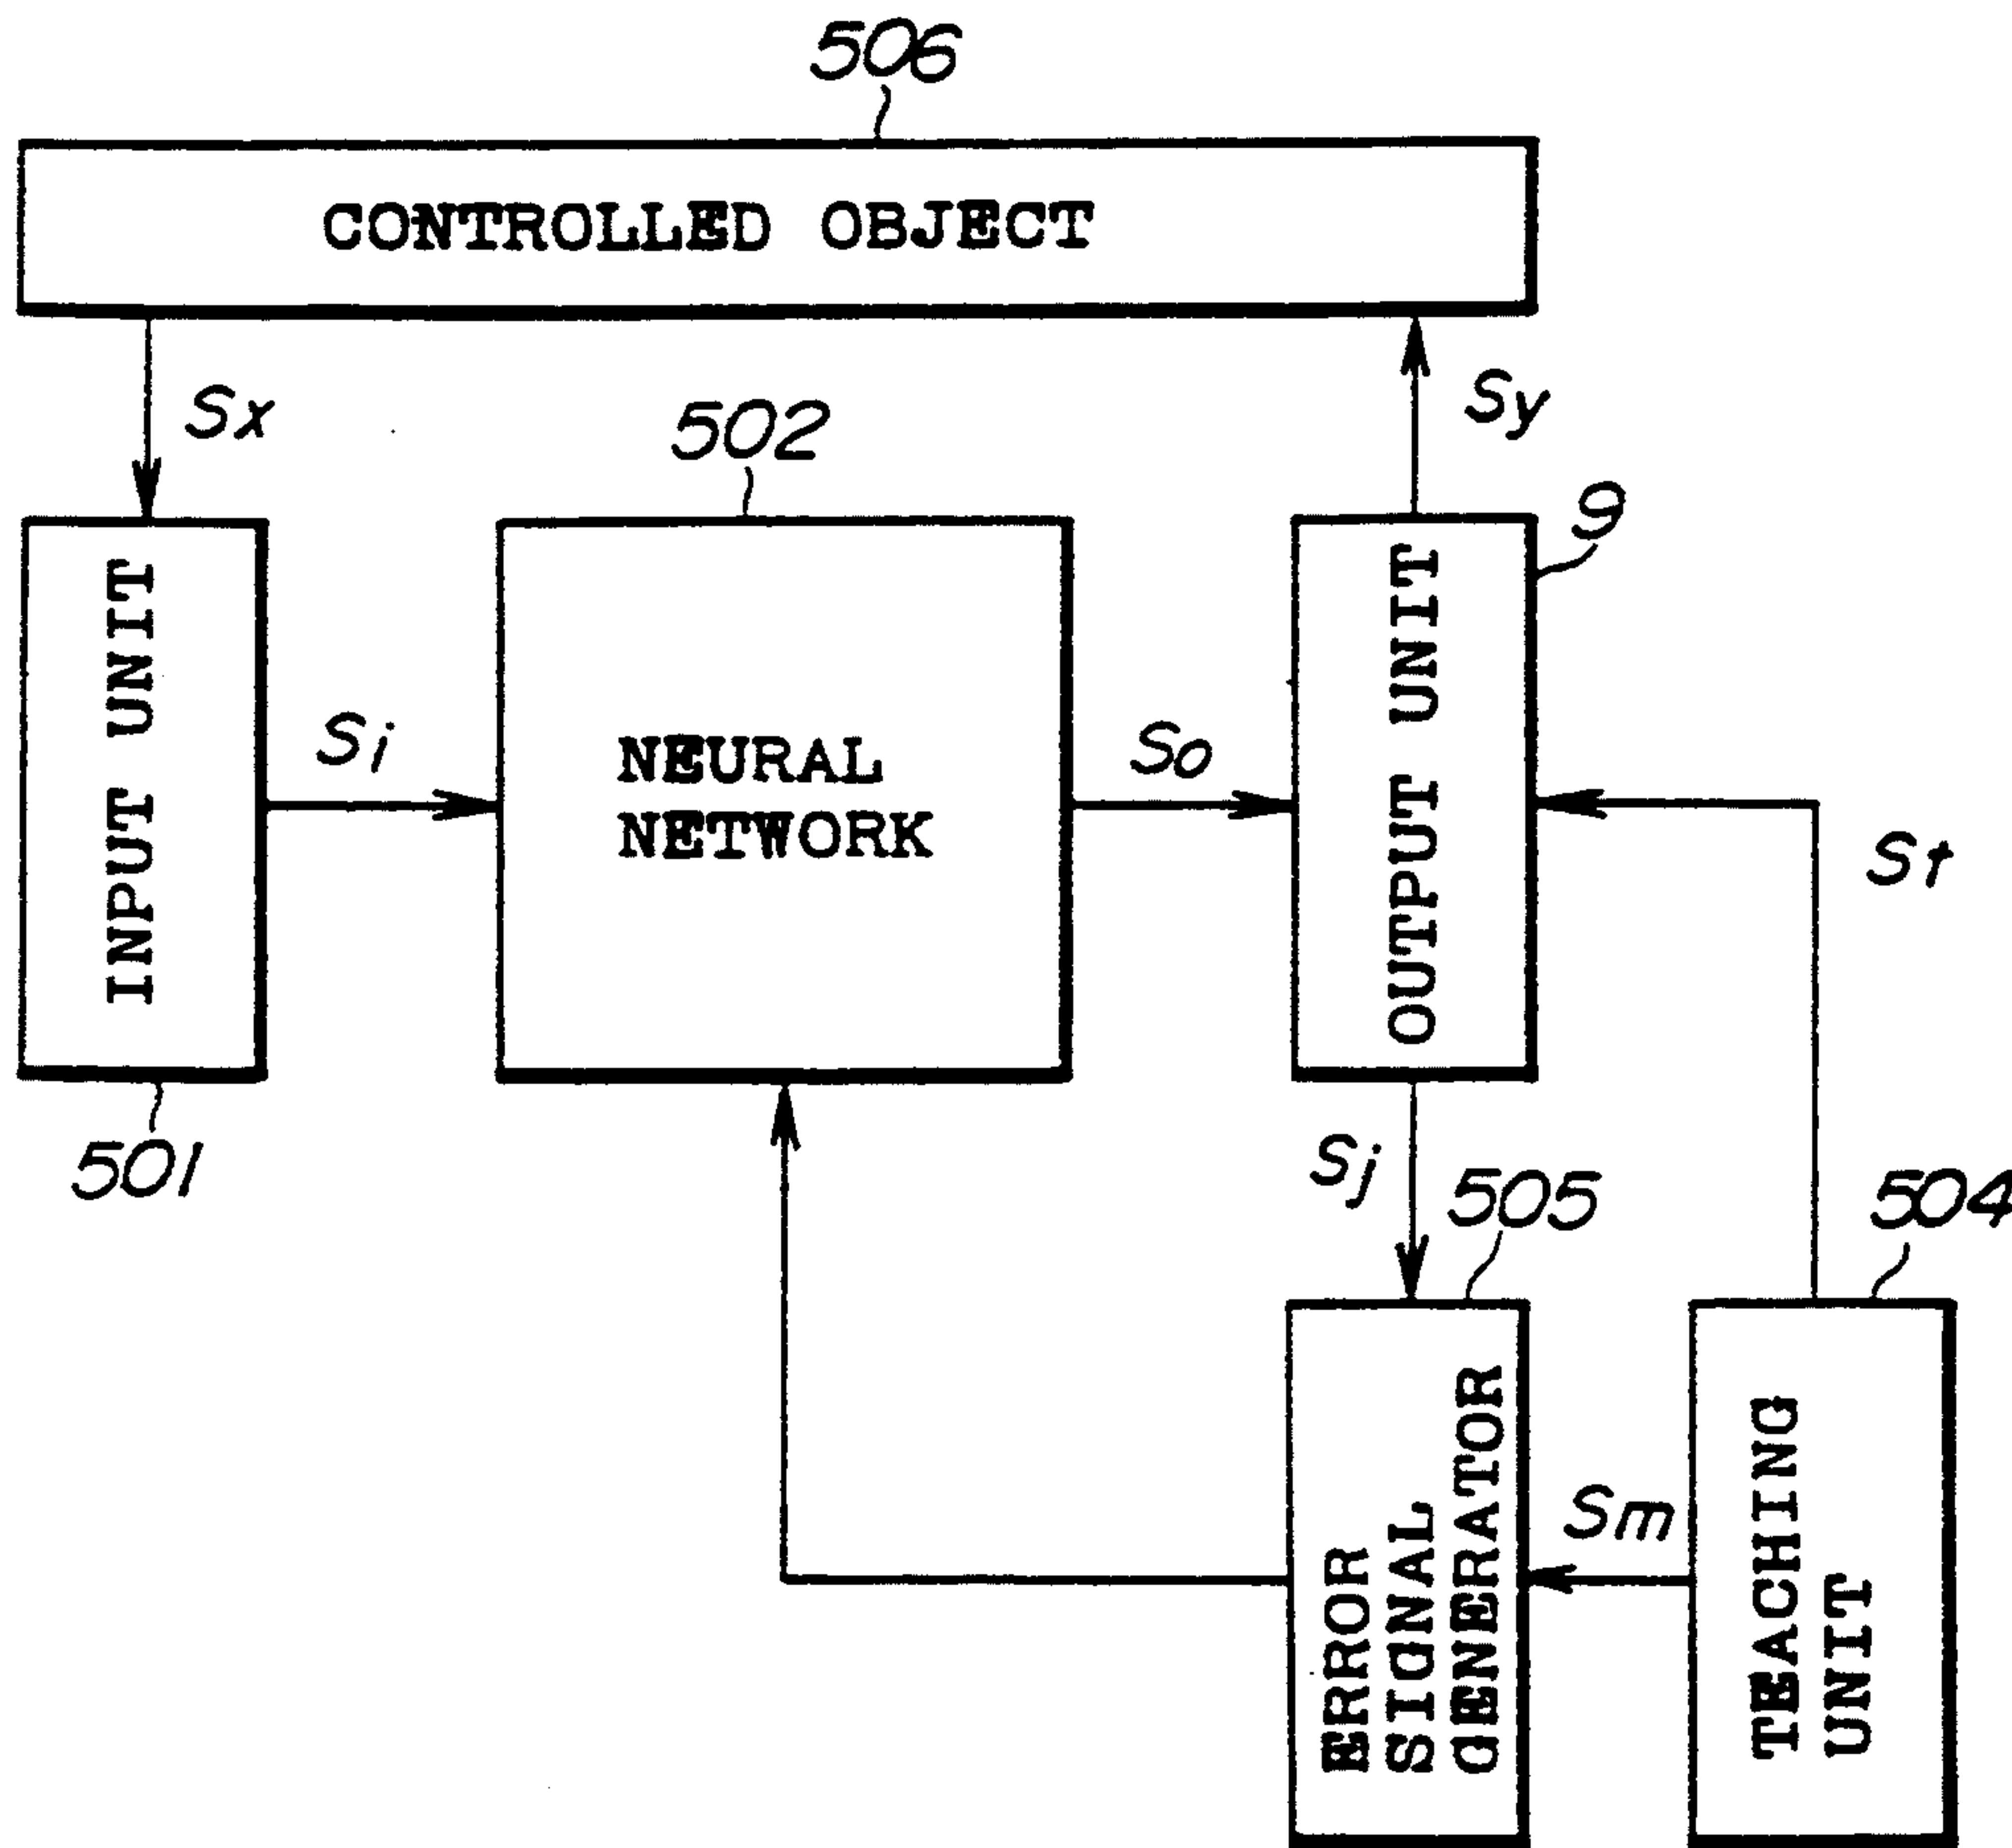 506
CONTROLLED OBJECT
Sx
Sy
502
9
INPUT UNIT
Si
NEURAL
NETWORK
So
OUTPUT UNIT
St
501
Sj
505
504
ERROR
SIGNAL
GENERATOR
Sm
TEACHING
UNIT